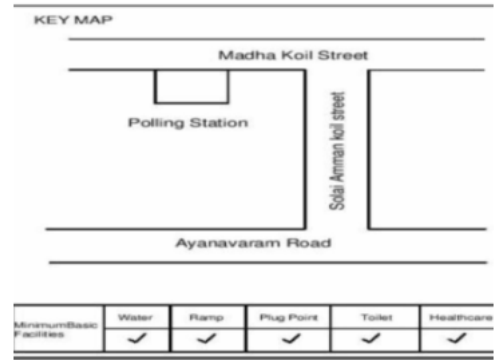 KEY MAP
Madha Koil Street
Polling Station
Solai Amman koil street
Ayanavaram Road
MinimumBasic Facilities
Water Ramp Plug Point Toilet Healthcare
✓ ✓ ✓ ✓ ✓